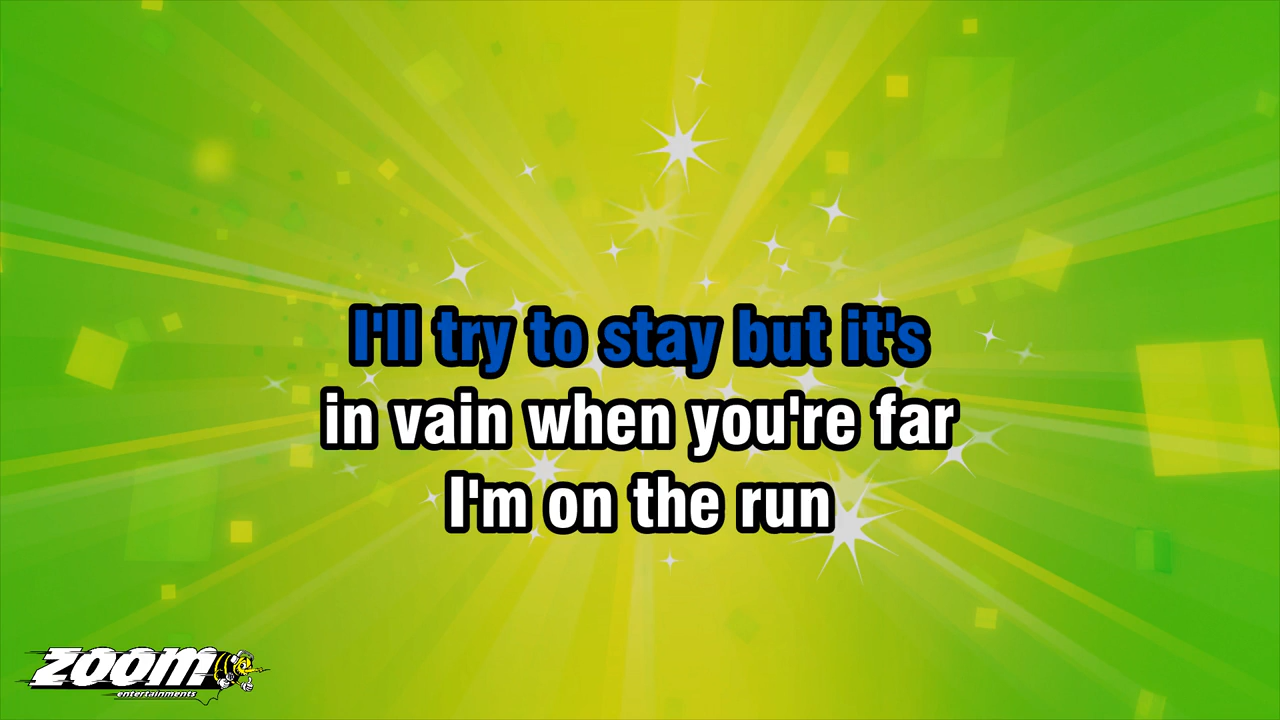 I'll try to stay but it's
in vain when you're far
I'm on the run
ZOOM
entertainments